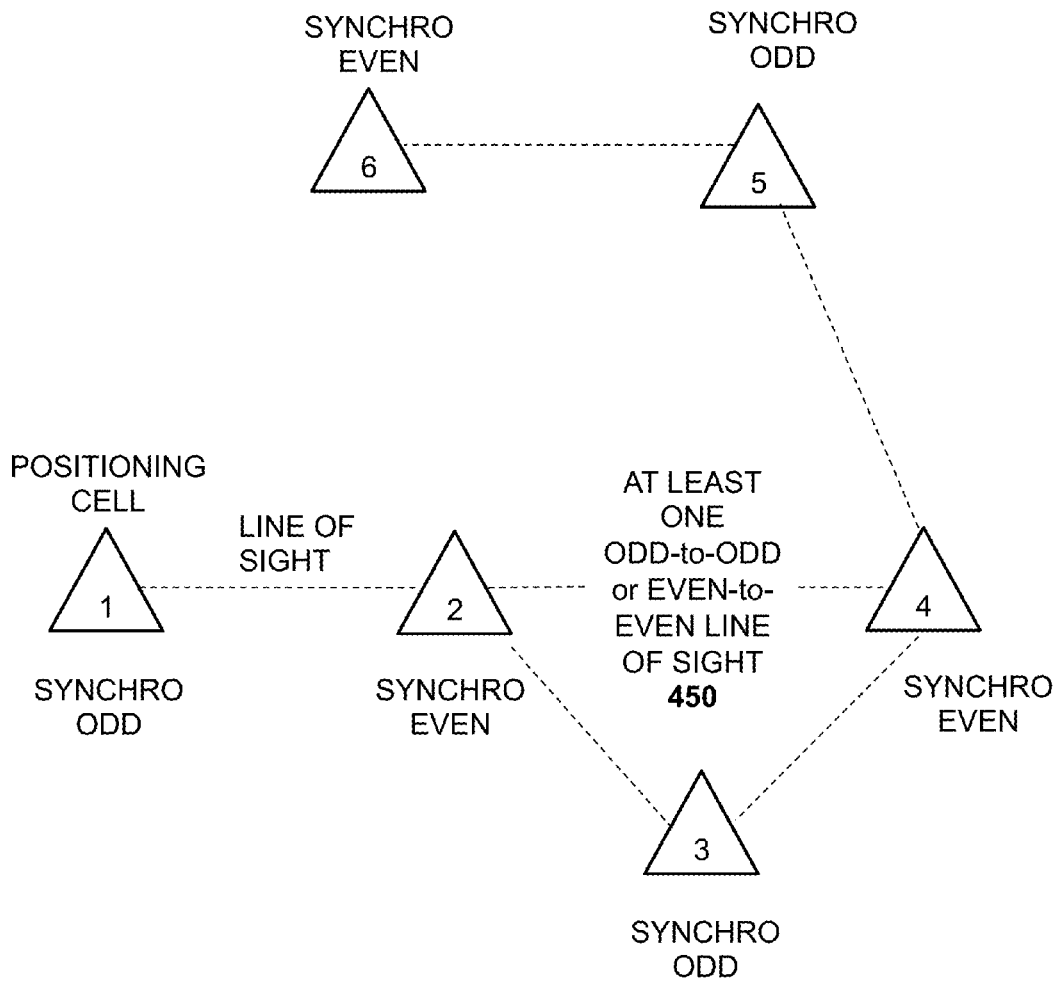 SYNCHRO
EVEN
6
SYNCHRO
ODD
5
POSITIONING
CELL
1
SYNCHRO
ODD
LINE OF
SIGHT
2
SYNCHRO
EVEN
AT LEAST
ONE
ODD-to-ODD
or EVEN-to-
EVEN LINE
OF SIGHT
450
4
SYNCHRO
EVEN
3
SYNCHRO
ODD